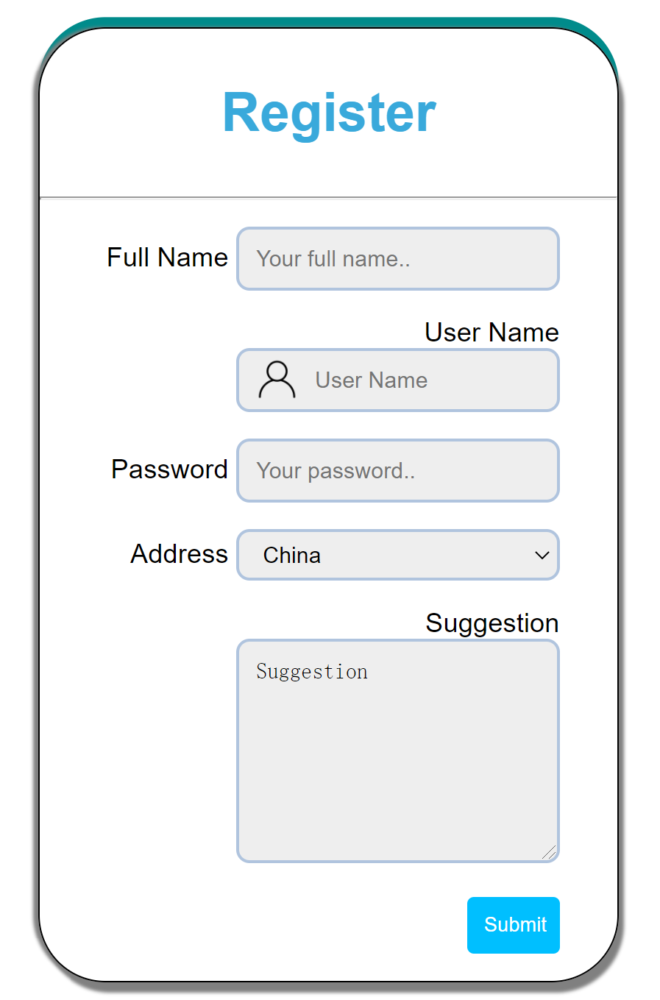 Register
Full Name Your full name..
User Name
User Name
Password Your password..
Address China
Suggestion
Suggestion
Submit